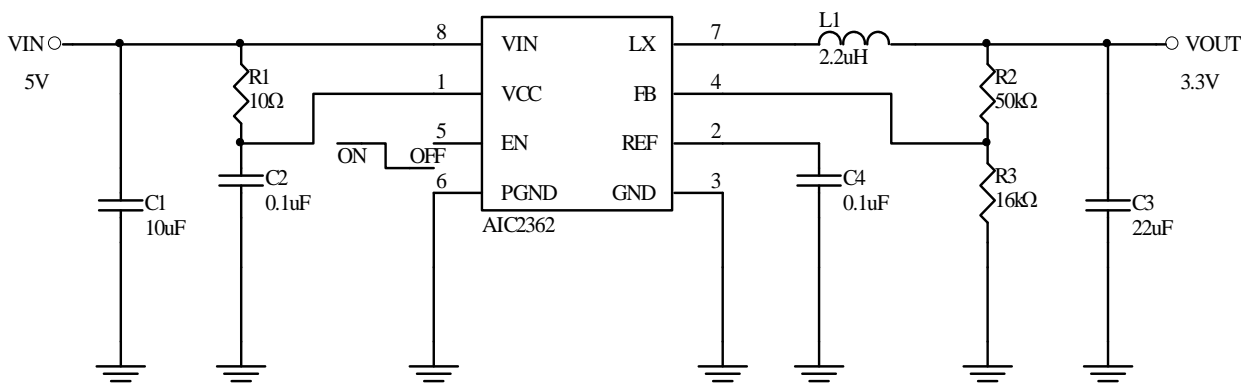 VIN
5V
C1
10uF
R1
10Ω
C2
0.1uF
ON
OFF
8
1
5
6
VIN
VCC
EN
PGND
LX
FB
REF
GND
AIC2362
7
4
2
3
L1
2.2uH
C4
0.1uF
R2
50kΩ
R3
16kΩ
C3
22uF
VOUT
3.3V